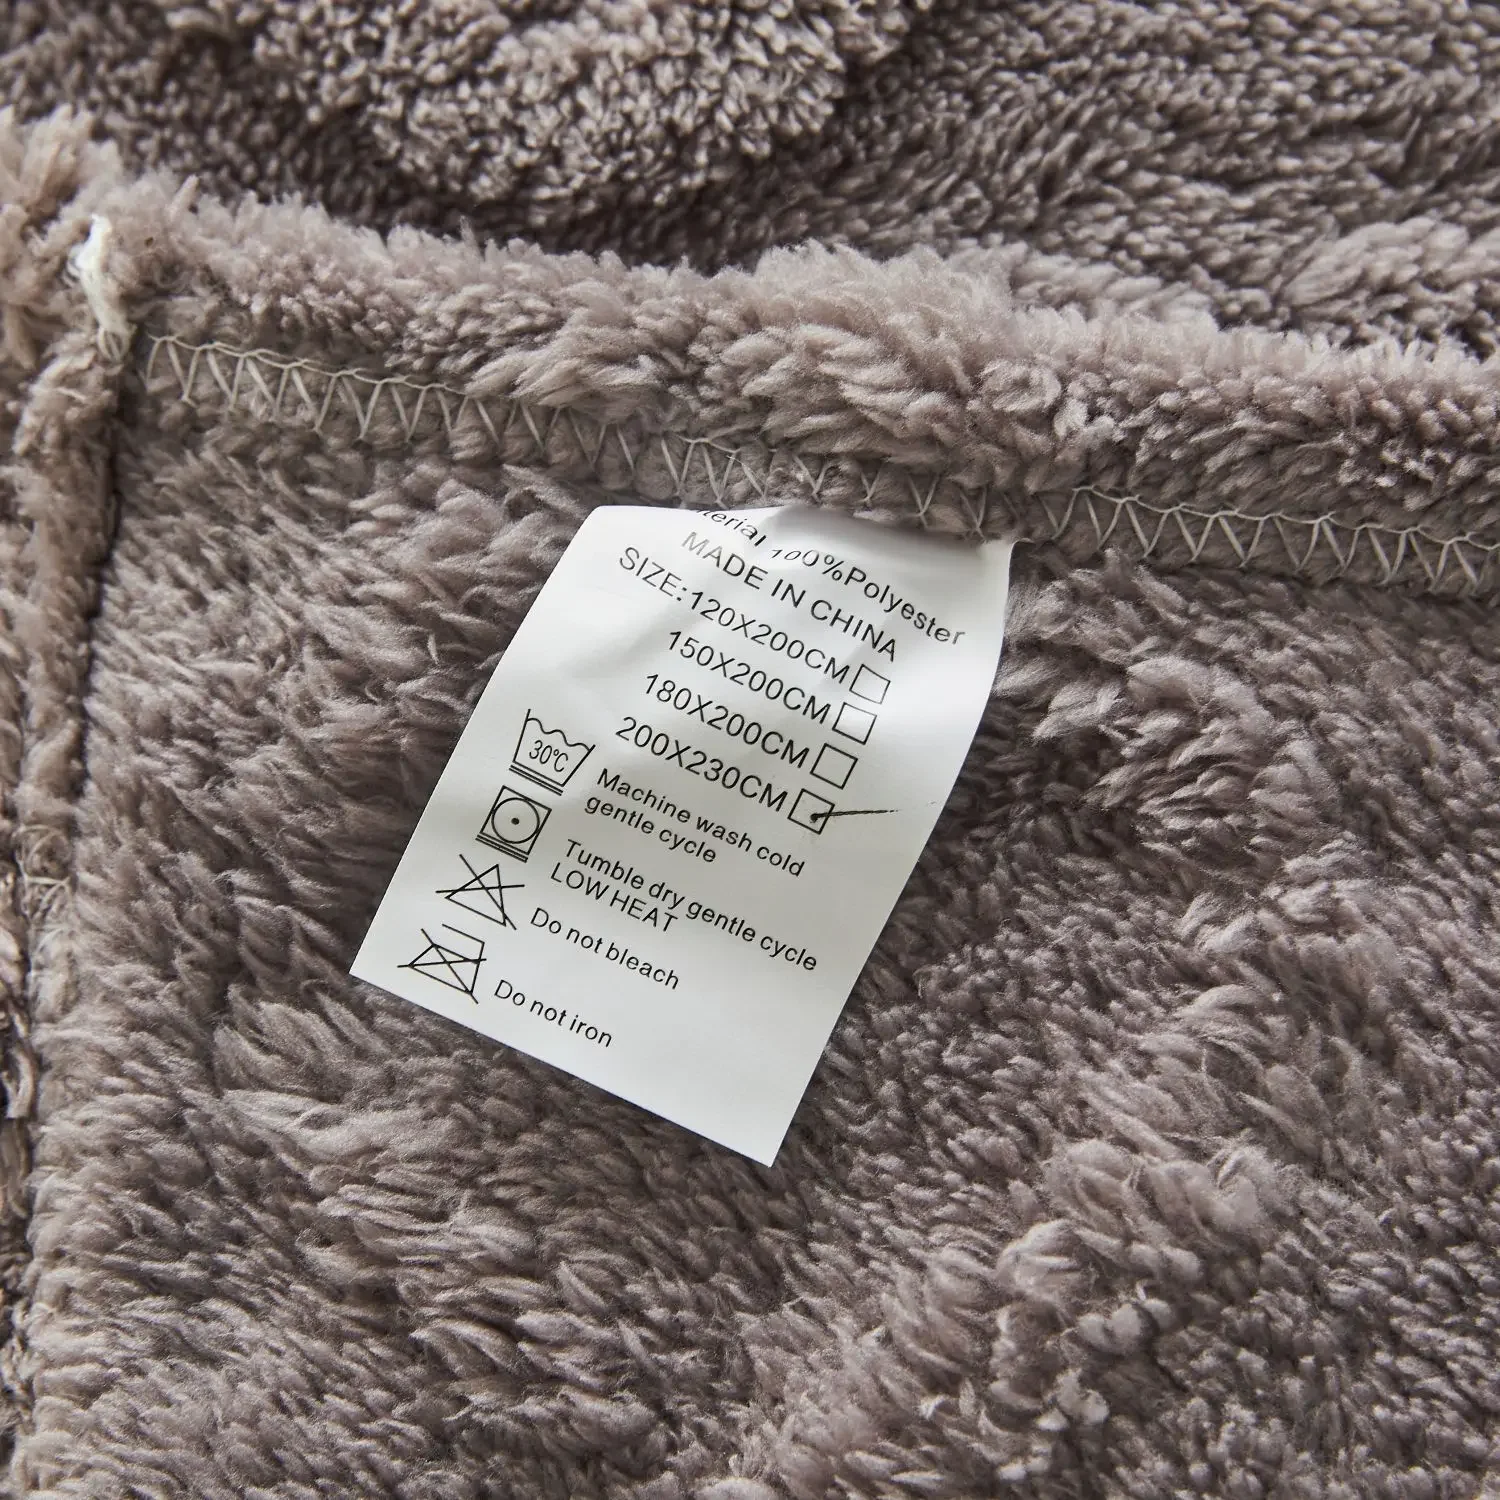 100%Polyester
MADE IN CHINA
SIZE:120X200CM
150X200CM
180X200CM
200X230CM
30°C
Machine wash cold
gentle cycle
Tumble dry gentle cycle
LOW HEAT
Do not bleach
Do not iron